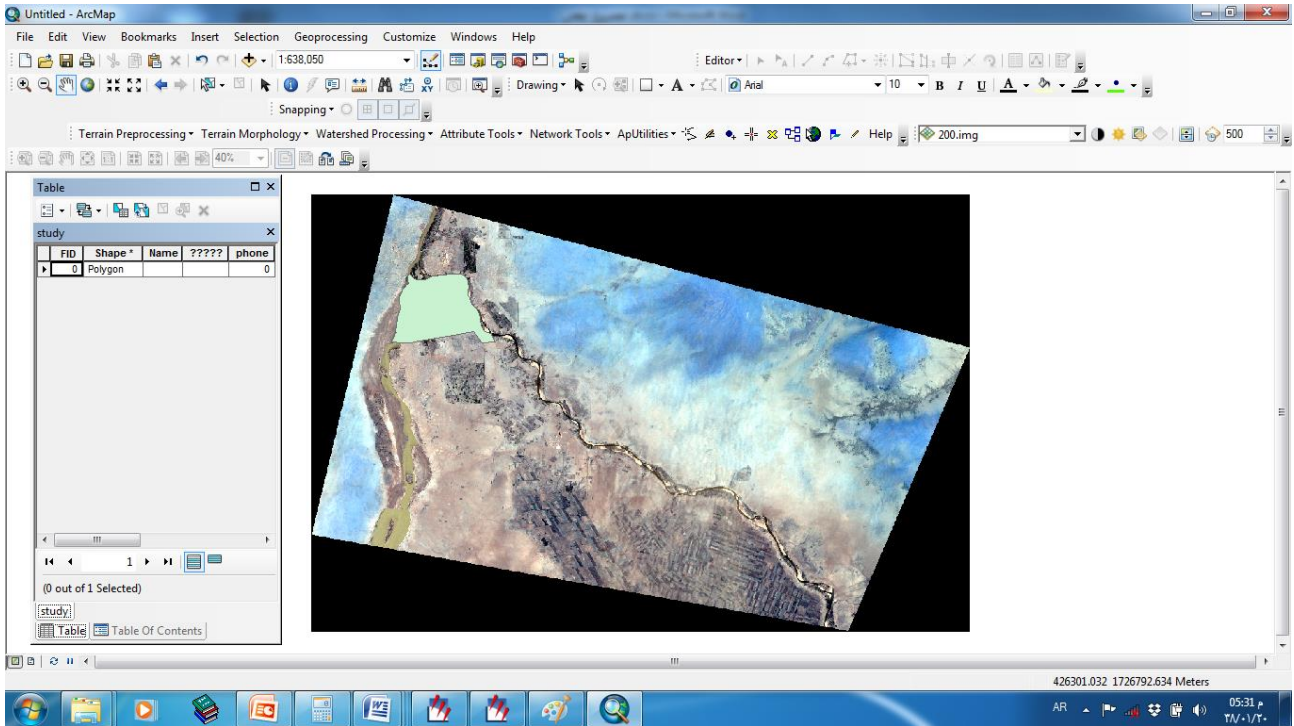 Untitled - ArcMap
File Edit View Bookmarks Insert Selection Geoprocessing Customize Windows Help
1:638,050 Editor
Drawing A Arial 10 B I U A
Snapping
Terrain Preprocessing Terrain Morphology Watershed Processing Attribute Tools Network Tools ApUtilities Help 200.img 500
40%
Table
study
FID Shape * Name ????? phone
0 Polygon 0
1
(0 out of 1 Selected)
study
Table Table Of Contents
426301.032 1726792.634 Meters
AR 05:31 م